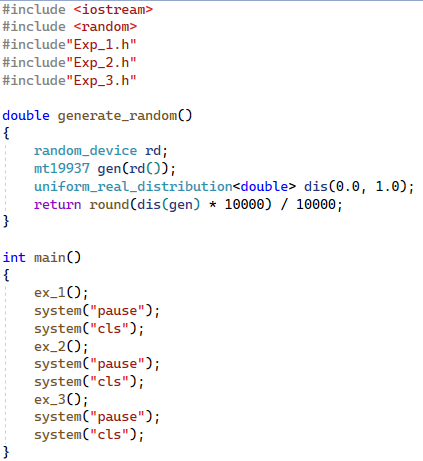 #include <iostream>
#include <random>
#include"Exp_1.h"
#include"Exp_2.h"
#include"Exp_3.h"

double generate_random()
{
    random_device rd;
    mt19937 gen(rd());
    uniform_real_distribution<double> dis(0.0, 1.0);
    return round(dis(gen) * 10000) / 10000;
}

int main()
{
    ex_1();
    system("pause");
    system("cls");
    ex_2();
    system("pause");
    system("cls");
    ex_3();
    system("pause");
    system("cls");
}